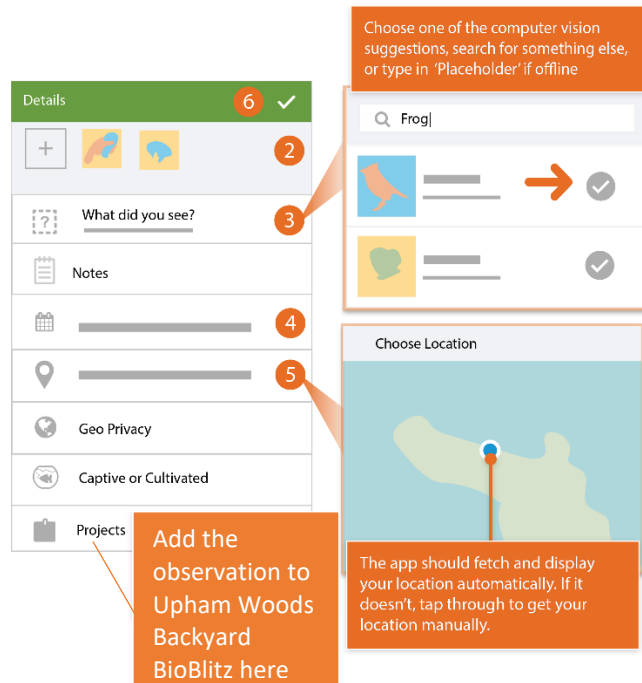 Choose one of the computer vision
suggestions, search for something else,
or type in ‘Placeholder’ if offline
Details
6
Frog
2
What did you see?
3
Notes
4
Choose Location
5
Geo Privacy
Captive or Cultivated
Projects
Add the
observation to
Upham Woods
Backyard
BioBlitz here
The app should fetch and display
your location automatically. If it
doesn’t, tap through to get your
location manually.